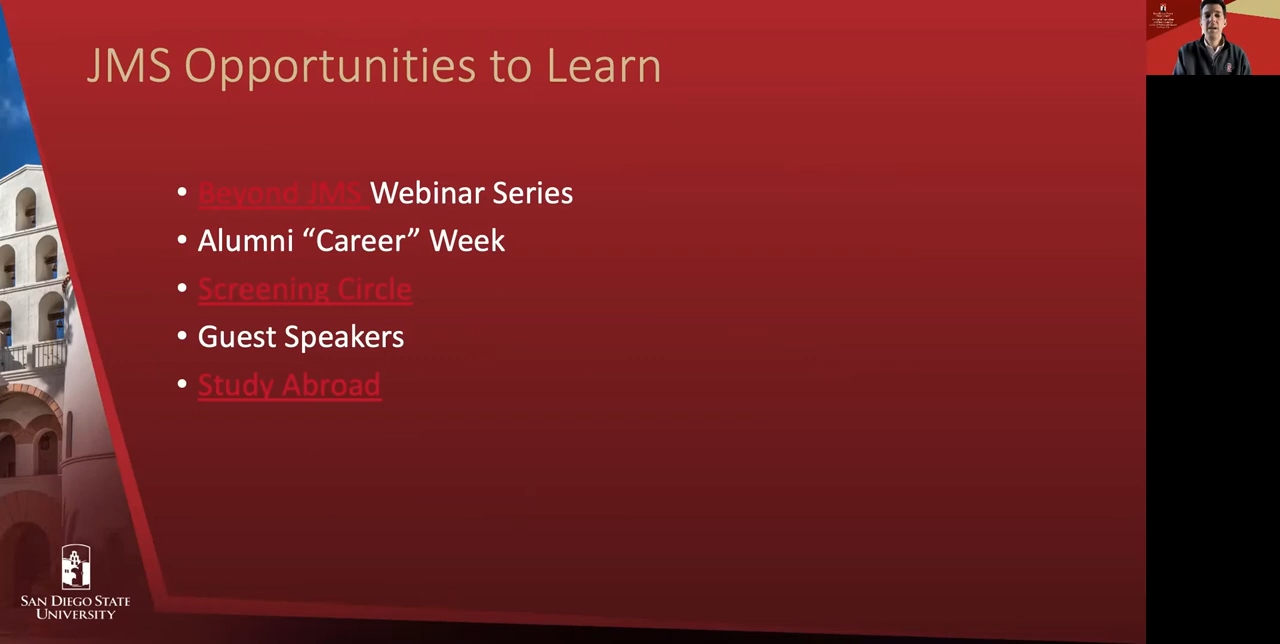 JMS Opportunities to Learn
• Beyond JMS Webinar Series
• Alumni “Career” Week
• Screening Circle
• Guest Speakers
• Study Abroad
SAN DIEGO STATE
UNIVERSITY